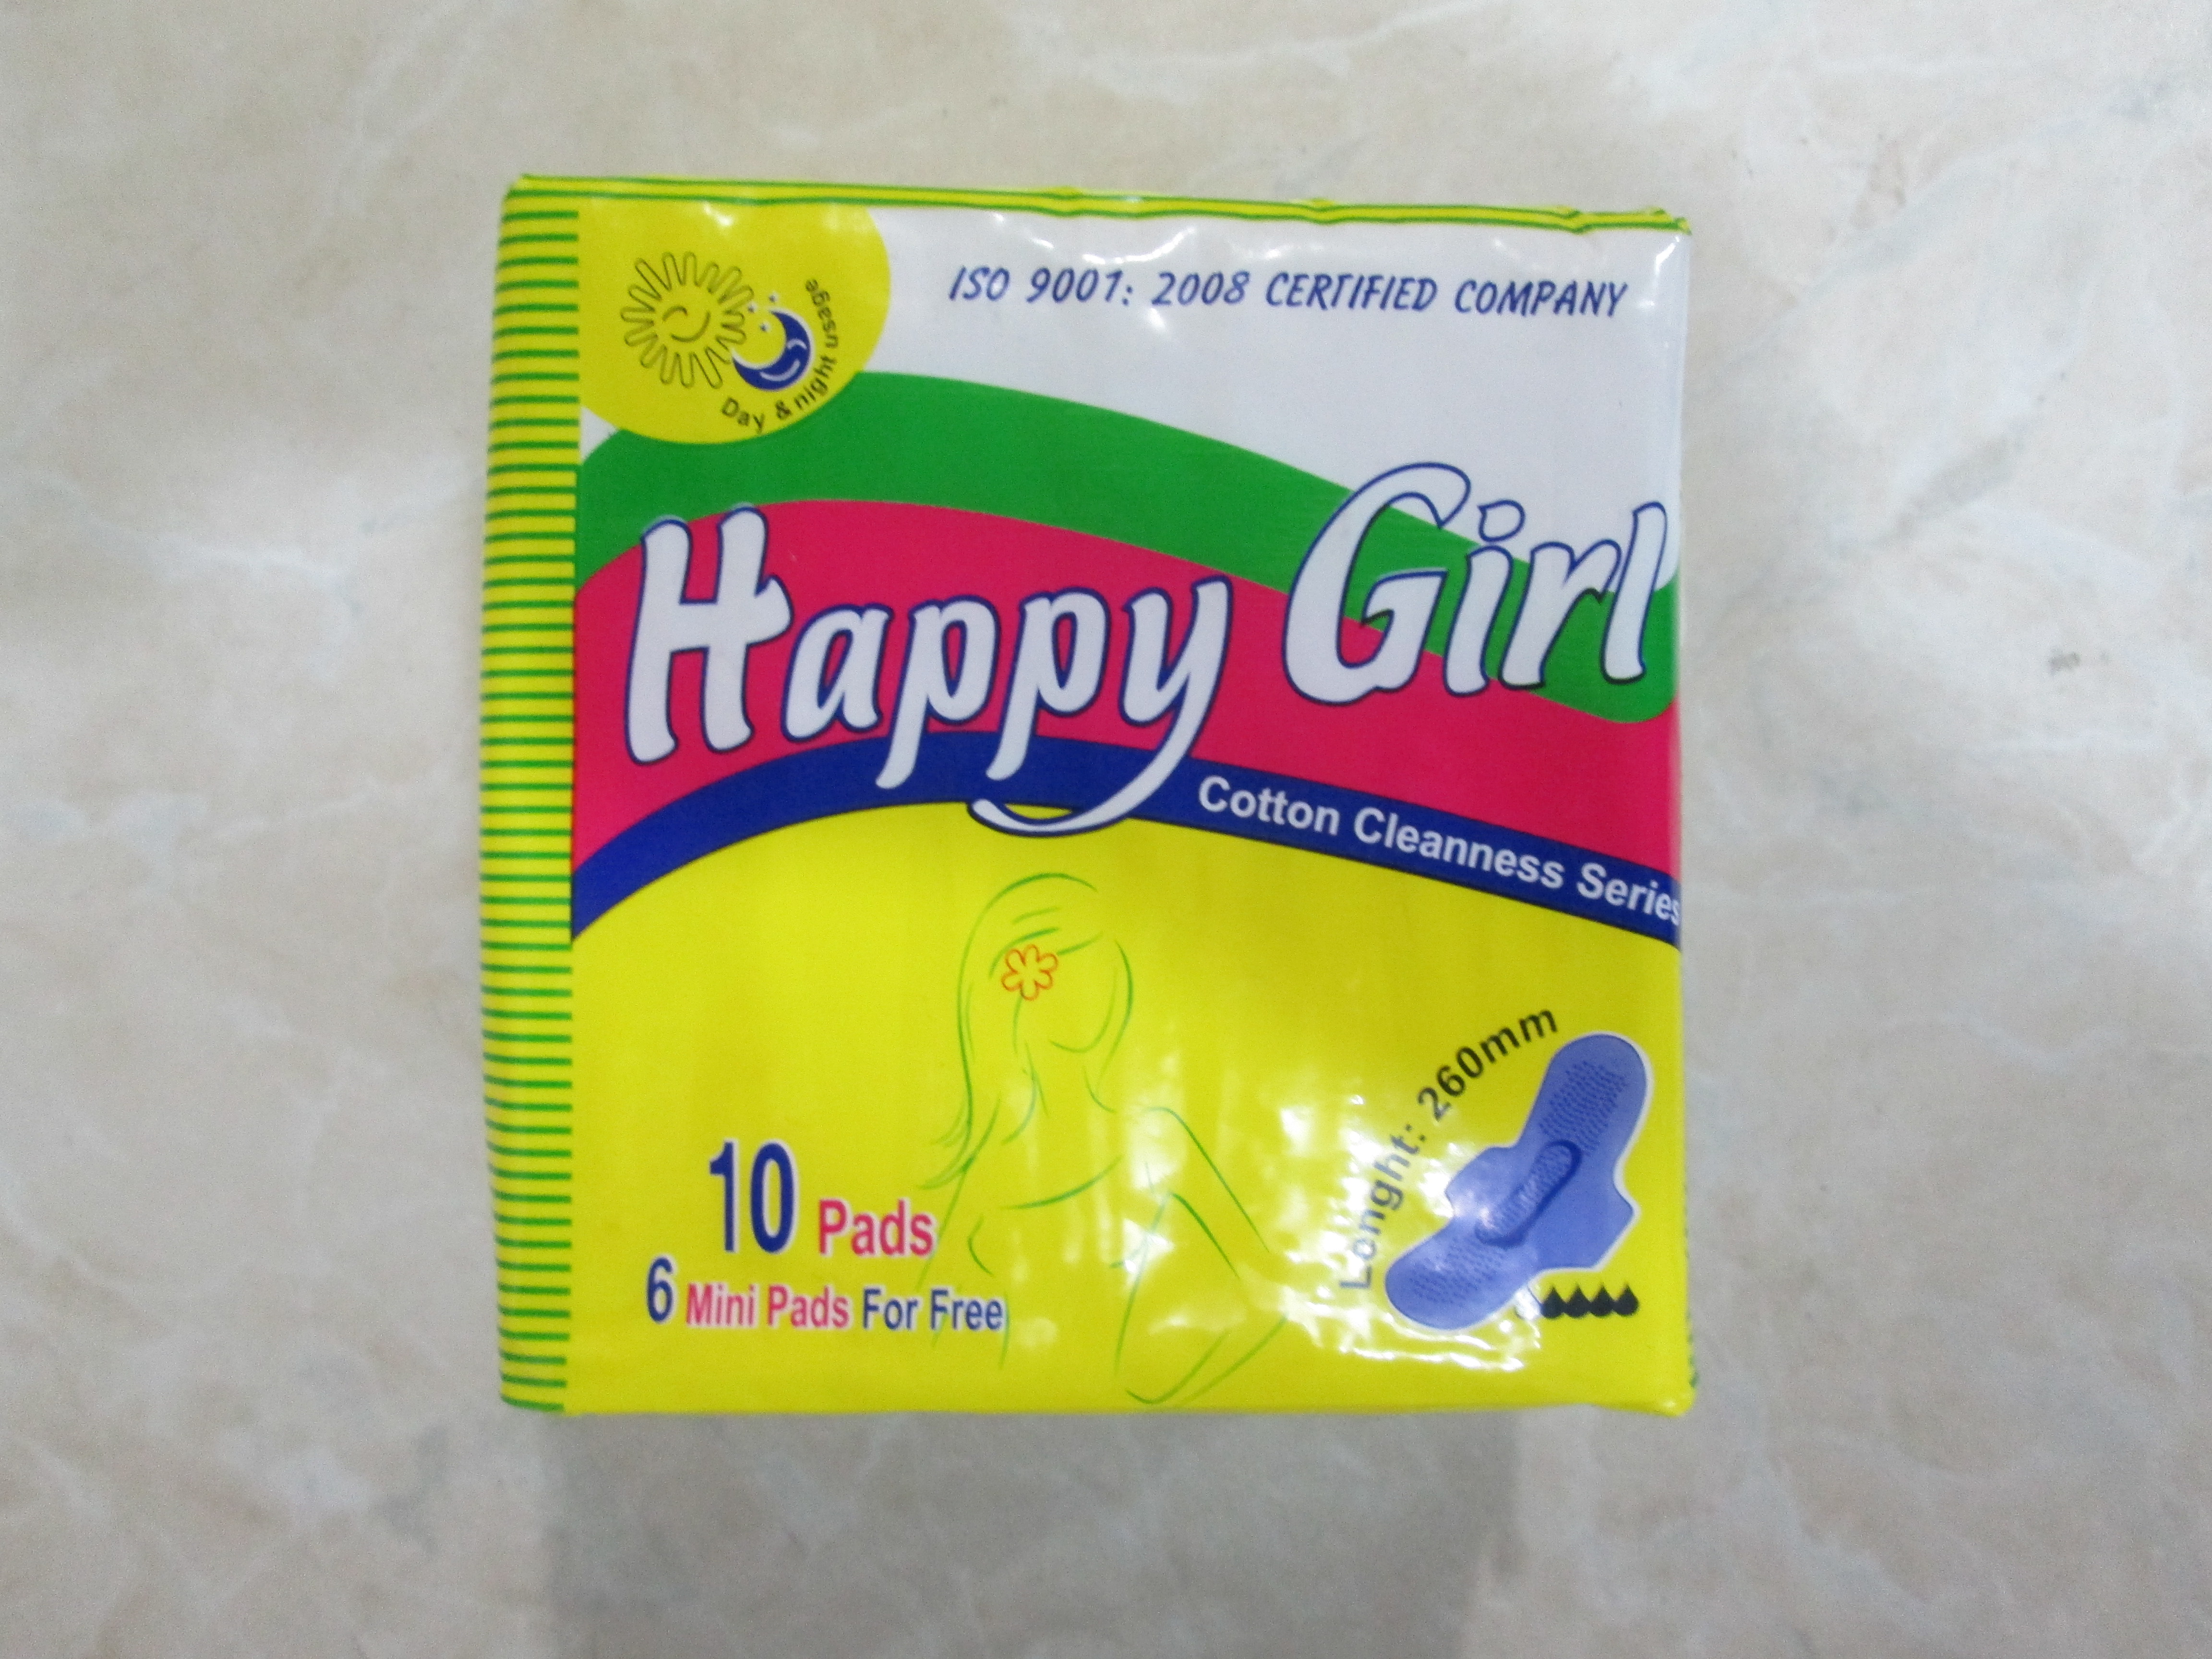 ISO 9001: 2008 CERTIFIED COMPANY
Day & night usage
Happy Girl
Cotton Cleanness Series
10 Pads
6 Mini Pads For Free
Lenght: 260mm